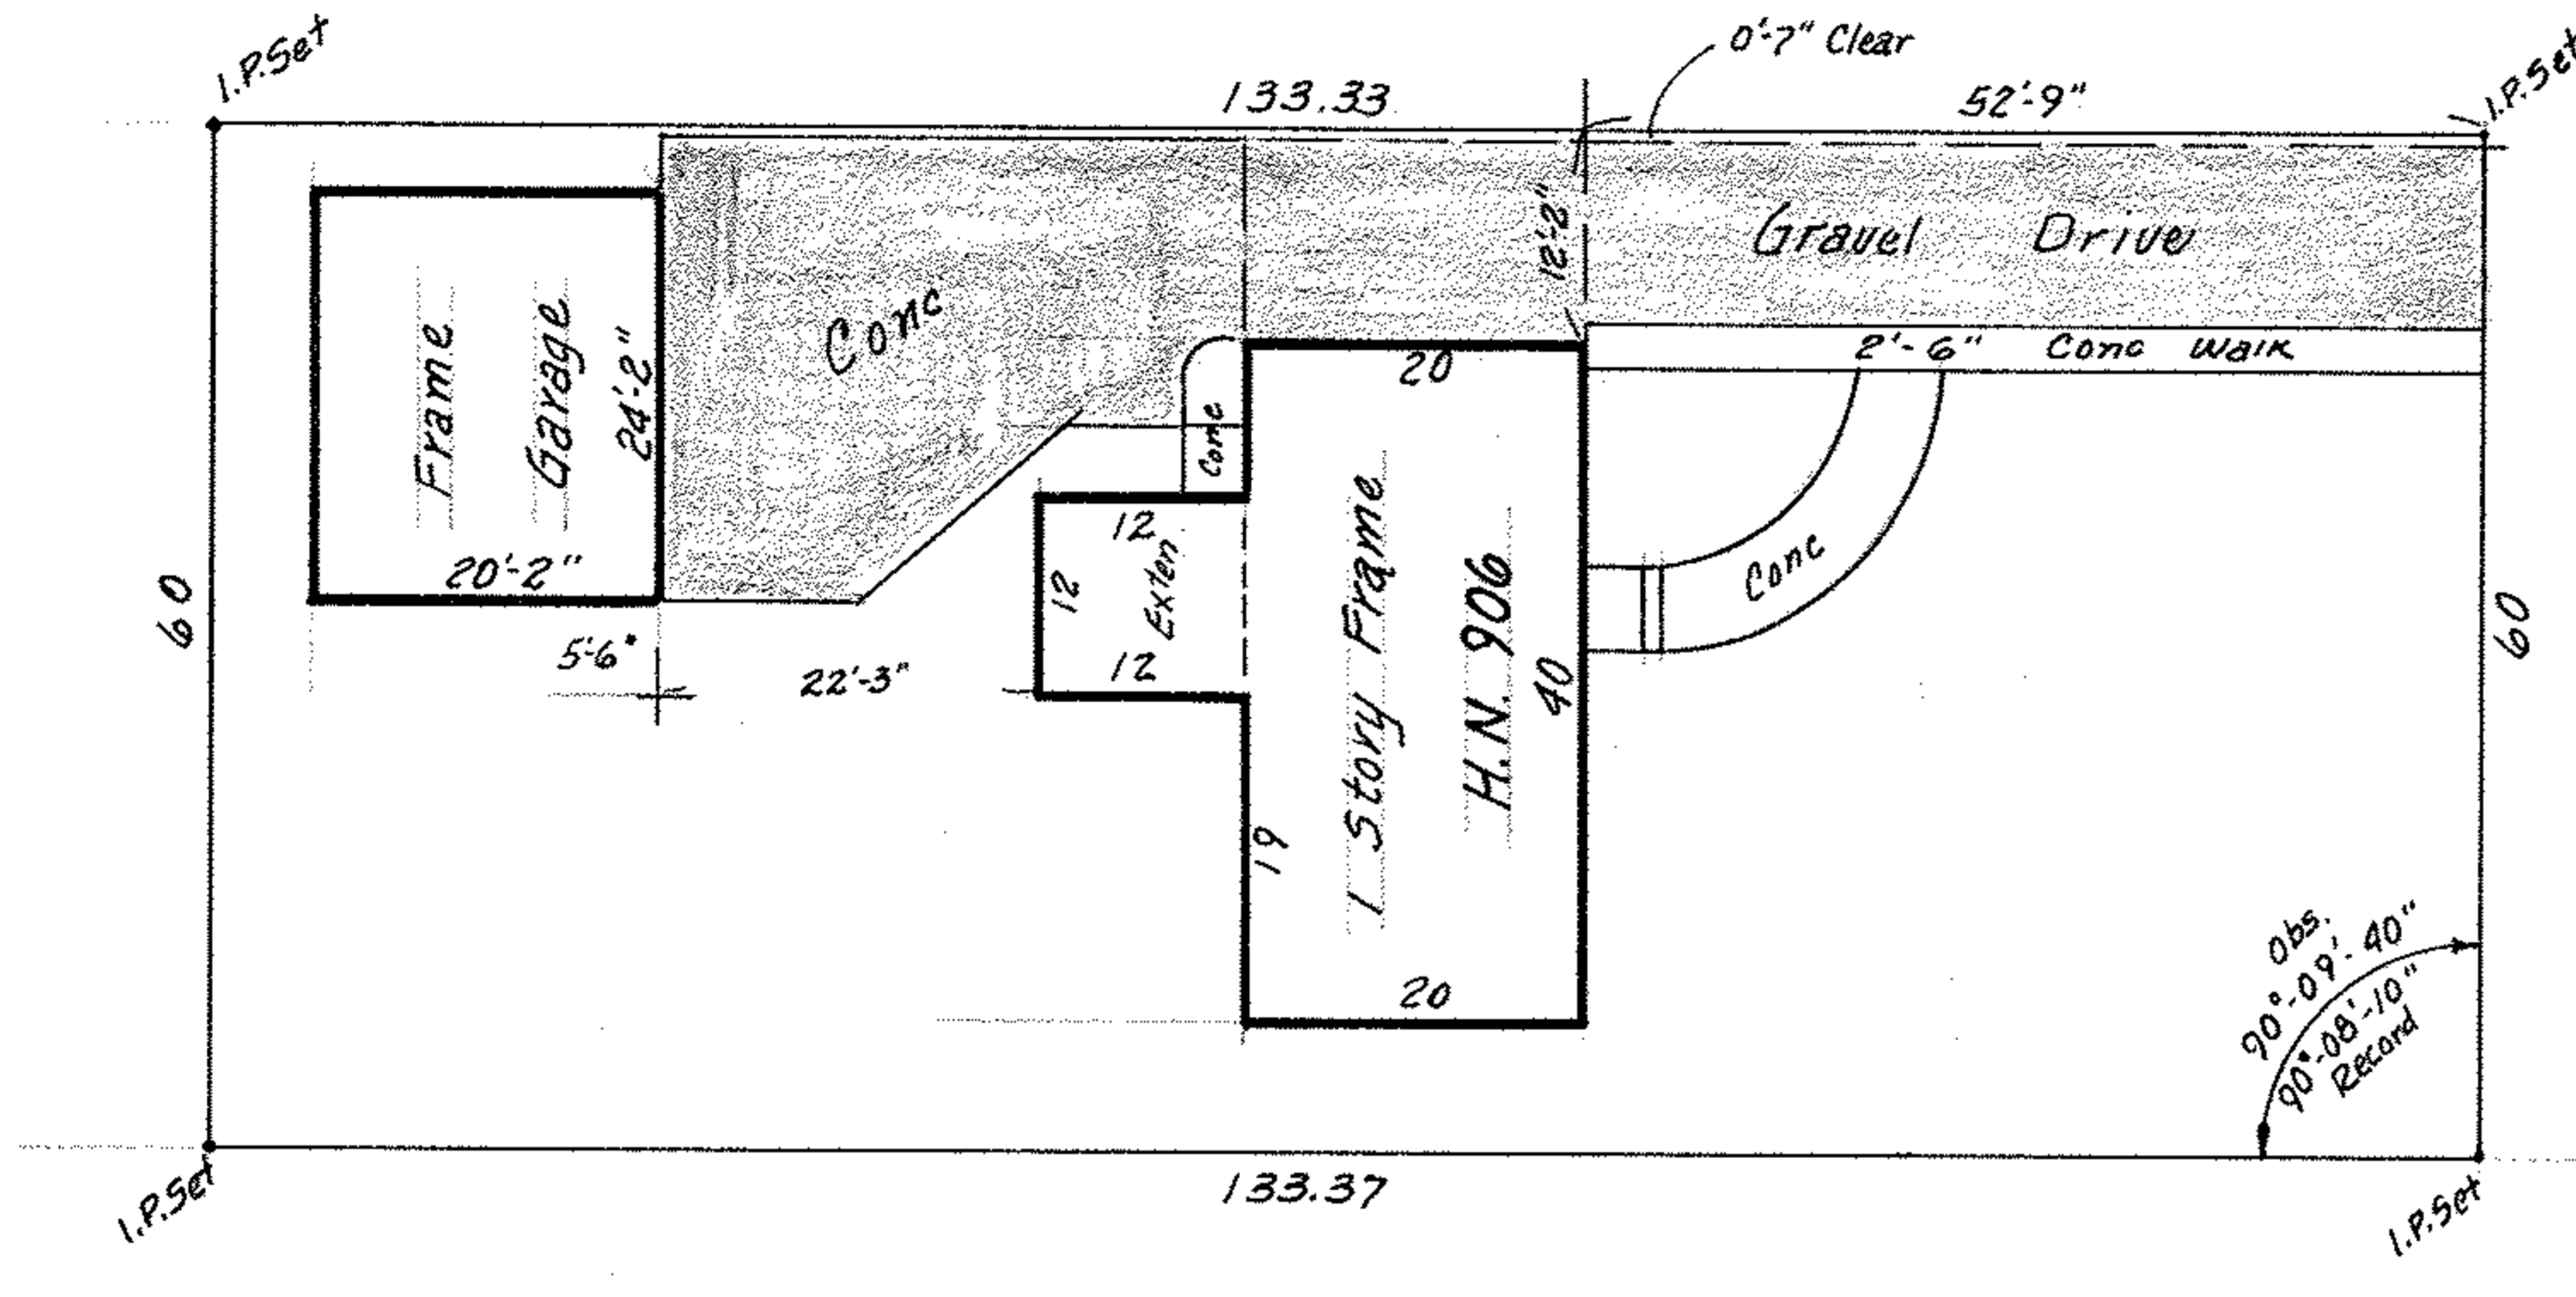 I.P.Set
0'-7" Clear
133.33
52'-9"
I.P.Set
12'-2"
Gravel Drive
Conc
Frame
Garage
24'-2"
20'-2"
20
2'-6" Conc Walk
Conc
12
12
Exten.
12
1 Story Frame
H.N. 906
40
19
20
Conc
60
60
5'-6"
22'-3"
Obs.
90°-09'-40"
90°-08'-10"
Record
I.P.Set
133.37
I.P.Set